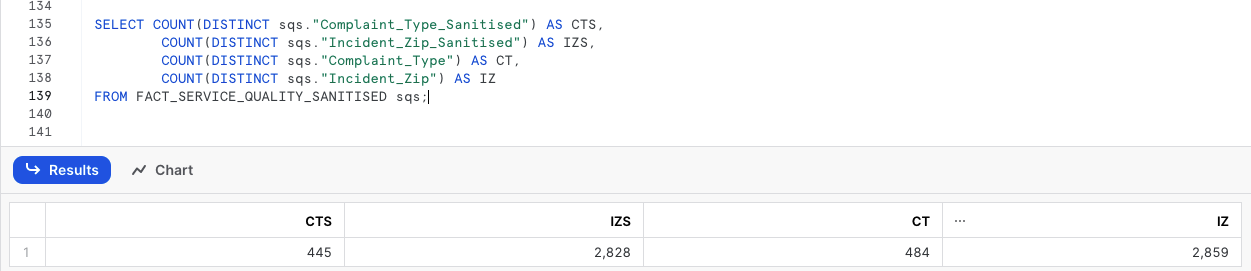 134
135 SELECT COUNT(DISTINCT sqs."Complaint_Type_Sanitised") AS CTS,
136 COUNT(DISTINCT sqs."Incident_Zip_Sanitised") AS IZS,
137 COUNT(DISTINCT sqs."Complaint_Type") AS CT,
138 COUNT(DISTINCT sqs."Incident_Zip") AS IZ
139 FROM FACT_SERVICE_QUALITY_SANITISED sqs;
140
141
Results Chart
CTS IZS CT ... IZ
1 445 2,828 484 2,859